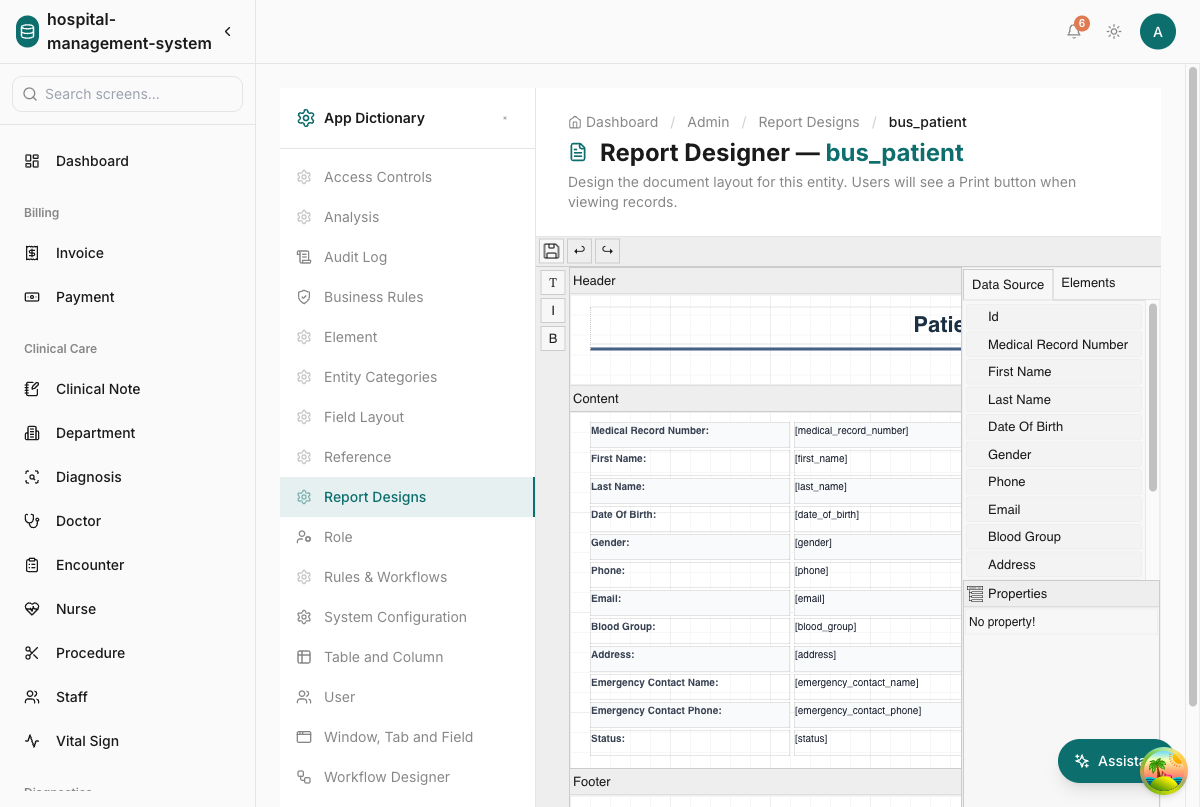 hospital-
management-system
6
A
Search screens...
Dashboard
Billing
Invoice
Payment
Clinical Care
Clinical Note
Department
Diagnosis
Doctor
Encounter
Nurse
Procedure
Staff
Vital Sign
App Dictionary
Access Controls
Analysis
Audit Log
Business Rules
Element
Entity Categories
Field Layout
Reference
Report Designs
Role
Rules & Workflows
System Configuration
Table and Column
User
Window, Tab and Field
Workflow Designer
Dashboard / Admin / Report Designs / bus_patient
Report Designer — bus_patient
Design the document layout for this entity. Users will see a Print button when
viewing records.
T
I
B
Header
Patie
Content
Medical Record Number: [medical_record_number]
First Name: [first_name]
Last Name: [last_name]
Date Of Birth: [date_of_birth]
Gender: [gender]
Phone: [phone]
Email: [email]
Blood Group: [blood_group]
Address: [address]
Emergency Contact Name: [emergency_contact_name]
Emergency Contact Phone: [emergency_contact_phone]
Status: [status]
Footer
Data Source
Elements
Id
Medical Record Number
First Name
Last Name
Date Of Birth
Gender
Phone
Email
Blood Group
Address
Properties
No property!
Assista